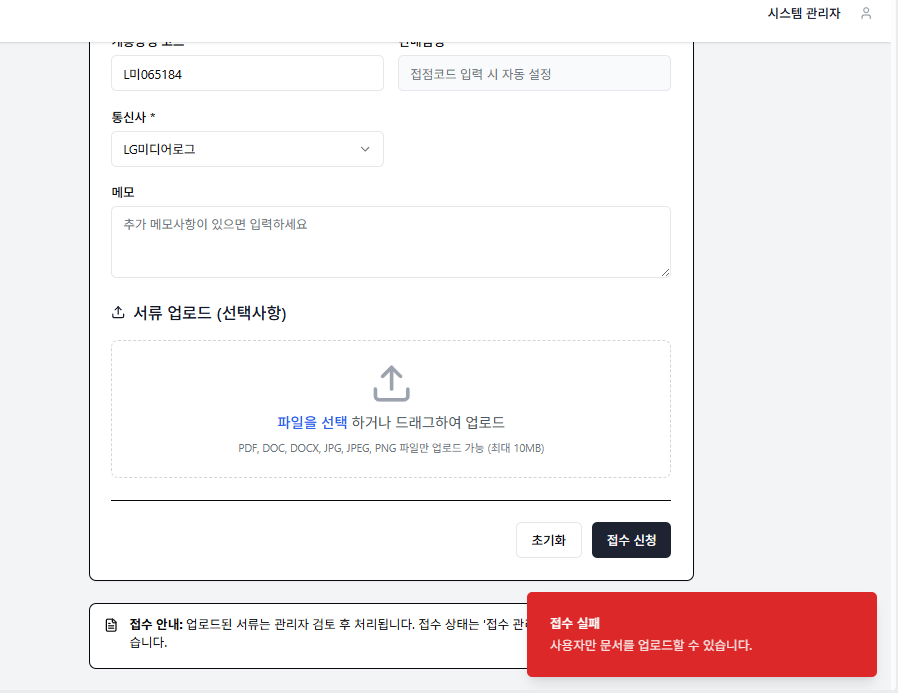 시스템 관리자
L미065184
접점코드 입력 시 자동 설정
통신사 *
LG미디어로그
메모
추가 메모사항이 있으면 입력하세요
서류 업로드 (선택사항)
파일을 선택 하거나 드래그하여 업로드
PDF, DOC, DOCX, JPG, JPEG, PNG 파일만 업로드 가능 (최대 10MB)
초기화
접수 신청
접수 안내: 업로드된 서류는 관리자 검토 후 처리됩니다. 접수 상태는 '접수
습니다.
접수 실패
사용자만 문서를 업로드할 수 있습니다.